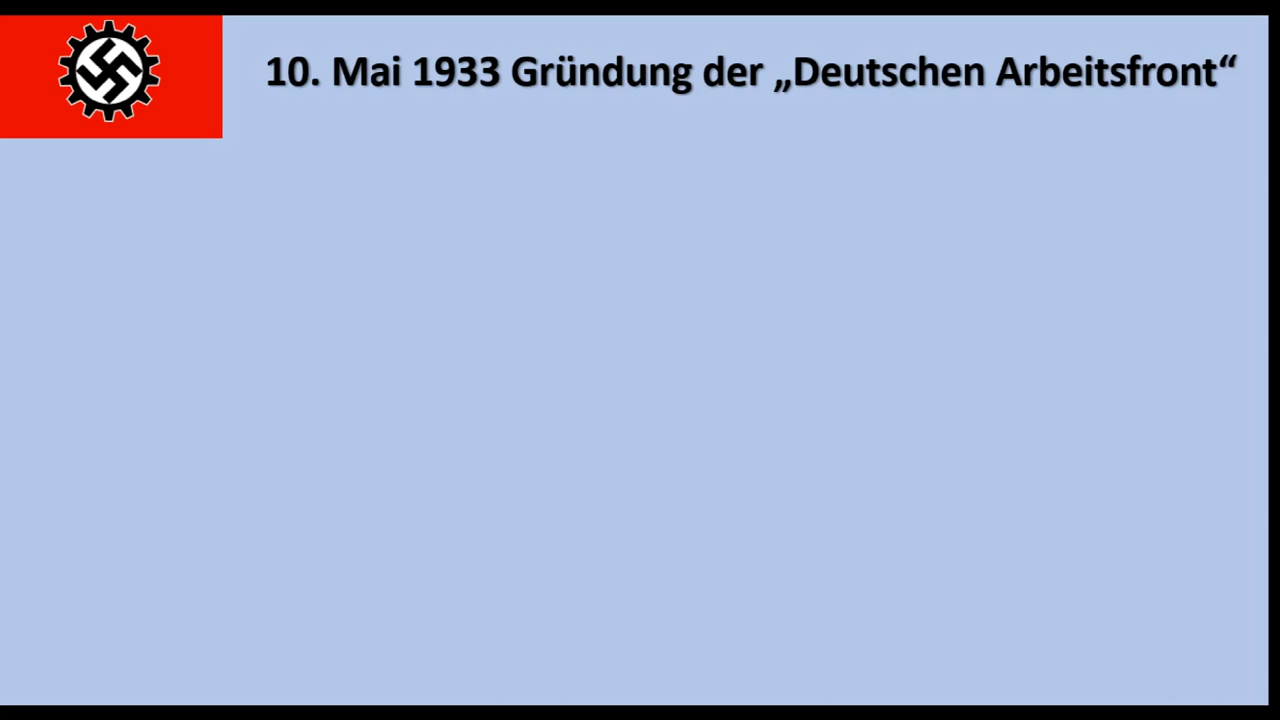 10. Mai 1933 Gründung der „Deutschen Arbeitsfront“